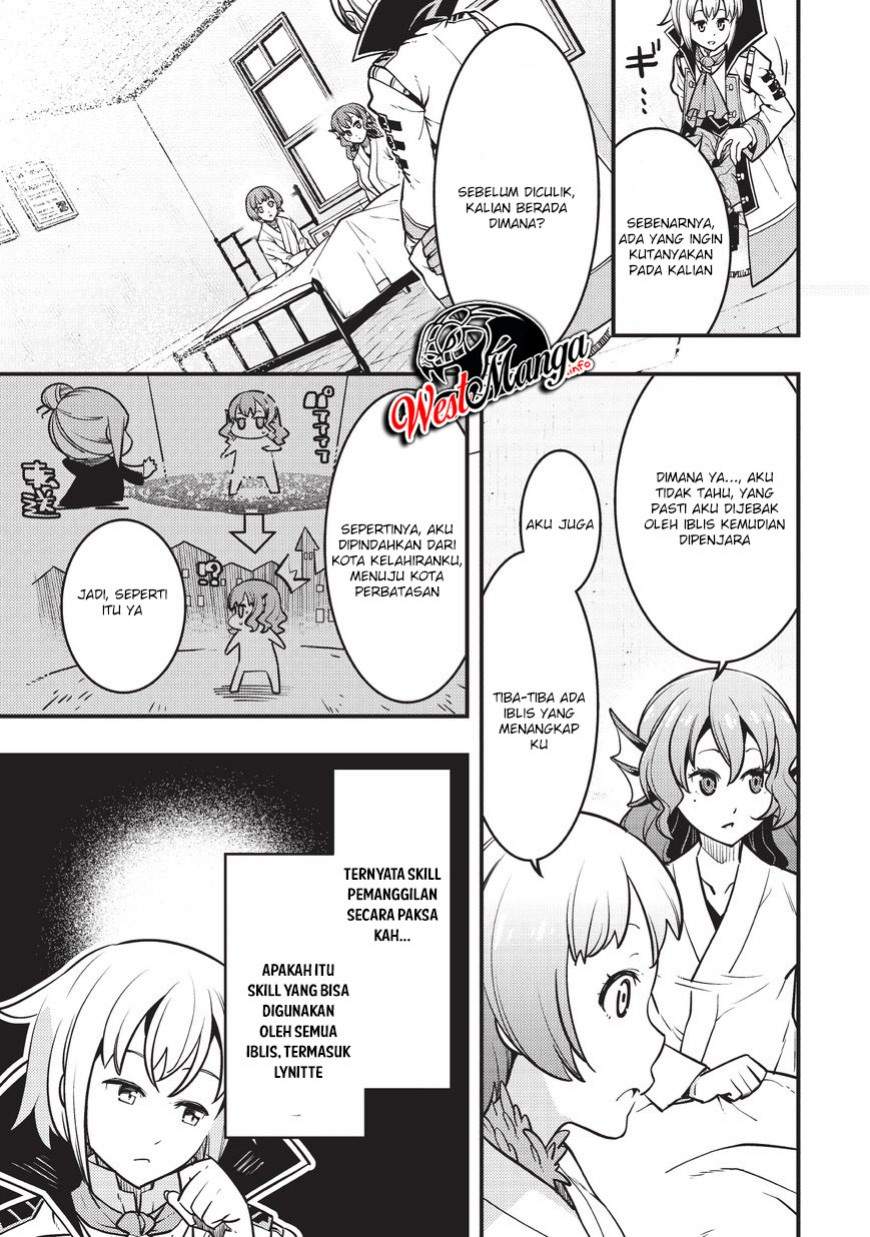 ギ…
SEBENARNYA,
ADA YANG INGIN
KUTANYAKAN
PADA KALIAN
SEBELUM DICULIK,
KALIAN BERADA
DIMANA?
WestManga
.info
DIMANA YA..., AKU
TIDAK TAHU, YANG
PASTI AKU DIJEBAK
OLEH IBLIS KEMUDIAN
DIPENJARA
AKU JUGA
TIBA-TIBA ADA
IBLIS YANG
MENANGKAP
KU
SEPERTINYA, AKU
DIPINDAHKAN DARI
KOTA KELAHIRANKU,
MENUJU KOTA
PERBATASAN
!?
JADI, SEPERTI
ITU YA
TERNYATA SKILL
PEMANGGILAN
SECARA PAKSA
KAH...
APAKAH ITU
SKILL YANG BISA
DIGUNAKAN
OLEH SEMUA
IBLIS, TERMASUK
LYNITTE